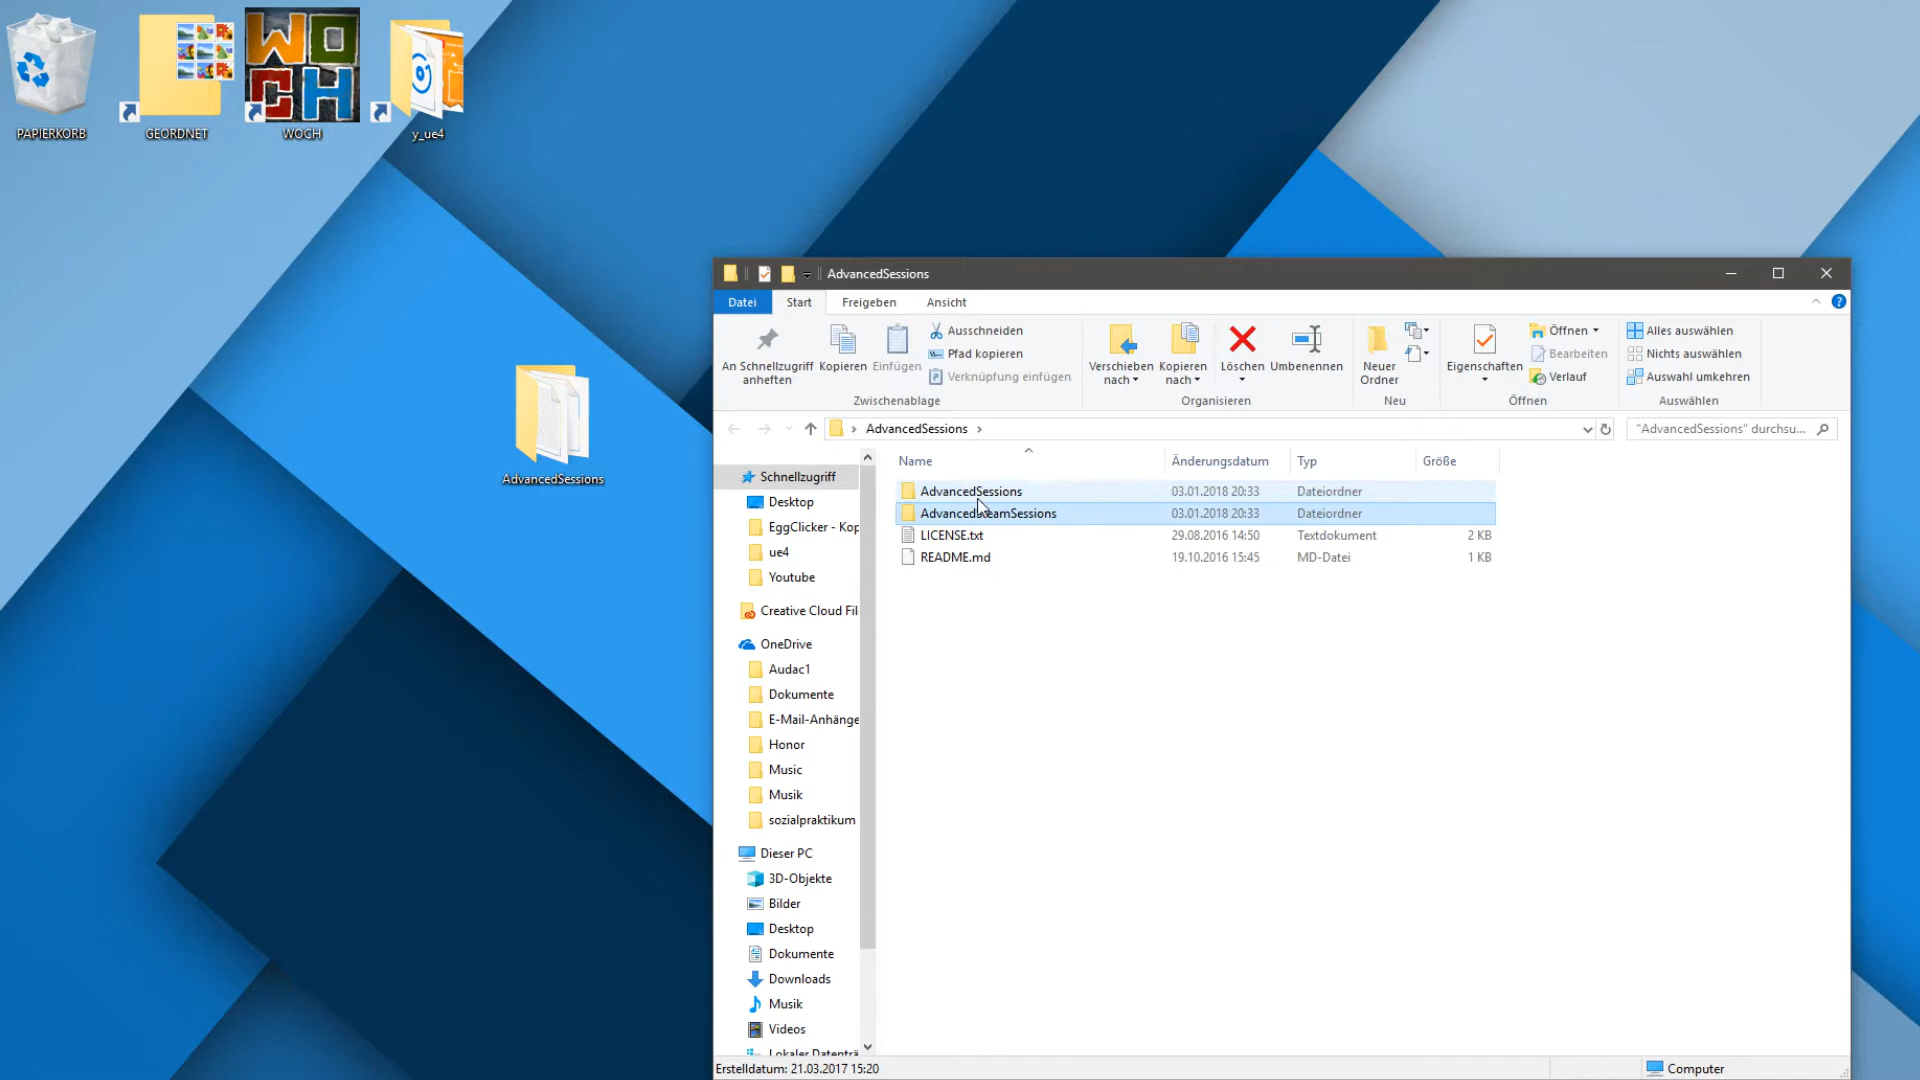 PAPIERKORB
GEORDNET
WOCH
WOCH
y_ue4
AdvancedSessions
AdvancedSessions
Datei
Start
Freigeben
Ansicht
An Schnellzugriff
anheften
Kopieren
Einfügen
Ausschneiden
Pfad kopieren
Verknüpfung einfügen
Zwischenablage
Verschieben
nach
Kopieren
nach
Löschen
Umbenennen
Organisieren
Neuer
Ordner
Neu
Eigenschaften
Öffnen
Bearbeiten
Verlauf
Öffnen
Alles auswählen
Nichts auswählen
Auswahl umkehren
Auswählen
AdvancedSessions
"AdvancedSessions" durchsu...
Name
Änderungsdatum
Typ
Größe
AdvancedSessions 03.01.2018 20:33 Dateiordner
AdvancedSteamSessions 03.01.2018 20:33 Dateiordner
LICENSE.txt 29.08.2016 14:50 Textdokument 2 KB
README.md 19.10.2016 15:45 MD-Datei 1 KB
Schnellzugriff
Desktop
EggClicker - Kop
ue4
Youtube
Creative Cloud Fil
OneDrive
Audac1
Dokumente
E-Mail-Anhänge
Honor
Music
Musik
sozialpraktikum
Dieser PC
3D-Objekte
Bilder
Desktop
Dokumente
Downloads
Musik
Videos
Lokaler Datenträ
Erstelldatum: 21.03.2017 15:20
Computer